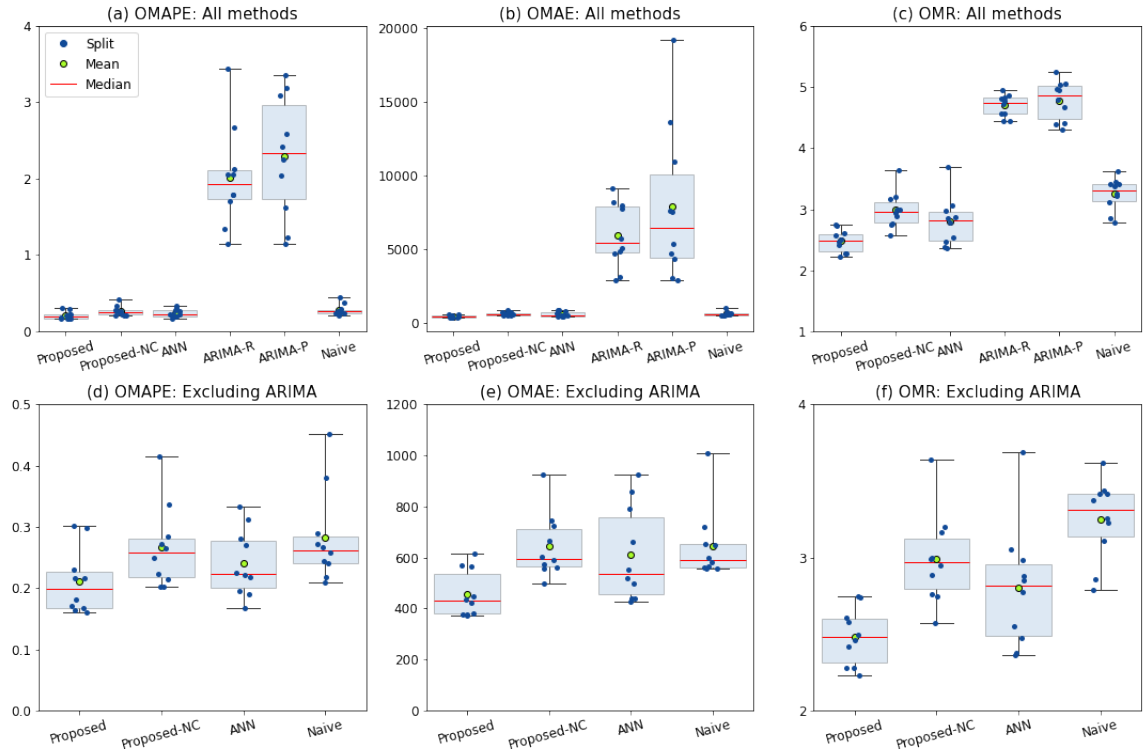 (a) OMAPE: All methods
4
3
2
1
0
Split
Mean
Median
Proposed
Proposed-NC
ANN
ARIMA-R
ARIMA-P
Naive
(b) OMAE: All methods
20000
15000
10000
5000
0
Proposed
Proposed-NC
ANN
ARIMA-R
ARIMA-P
Naive
(c) OMR: All methods
6
5
4
3
2
1
Proposed
Proposed-NC
ANN
ARIMA-R
ARIMA-P
Naive
(d) OMAPE: Excluding ARIMA
0.5
0.4
0.3
0.2
0.1
0.0
Proposed
Proposed-NC
ANN
Naive
(e) OMAE: Excluding ARIMA
1200
1000
800
600
400
200
0
Proposed
Proposed-NC
ANN
Naive
(f) OMR: Excluding ARIMA
4
3
2
Proposed
Proposed-NC
ANN
Naive